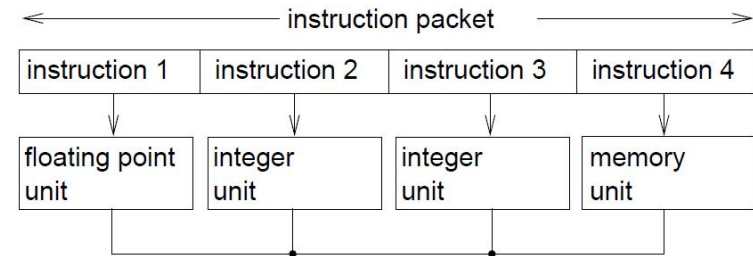 instruction packet
instruction 1 instruction 2 instruction 3 instruction 4
floating point unit
integer unit
integer unit
memory unit